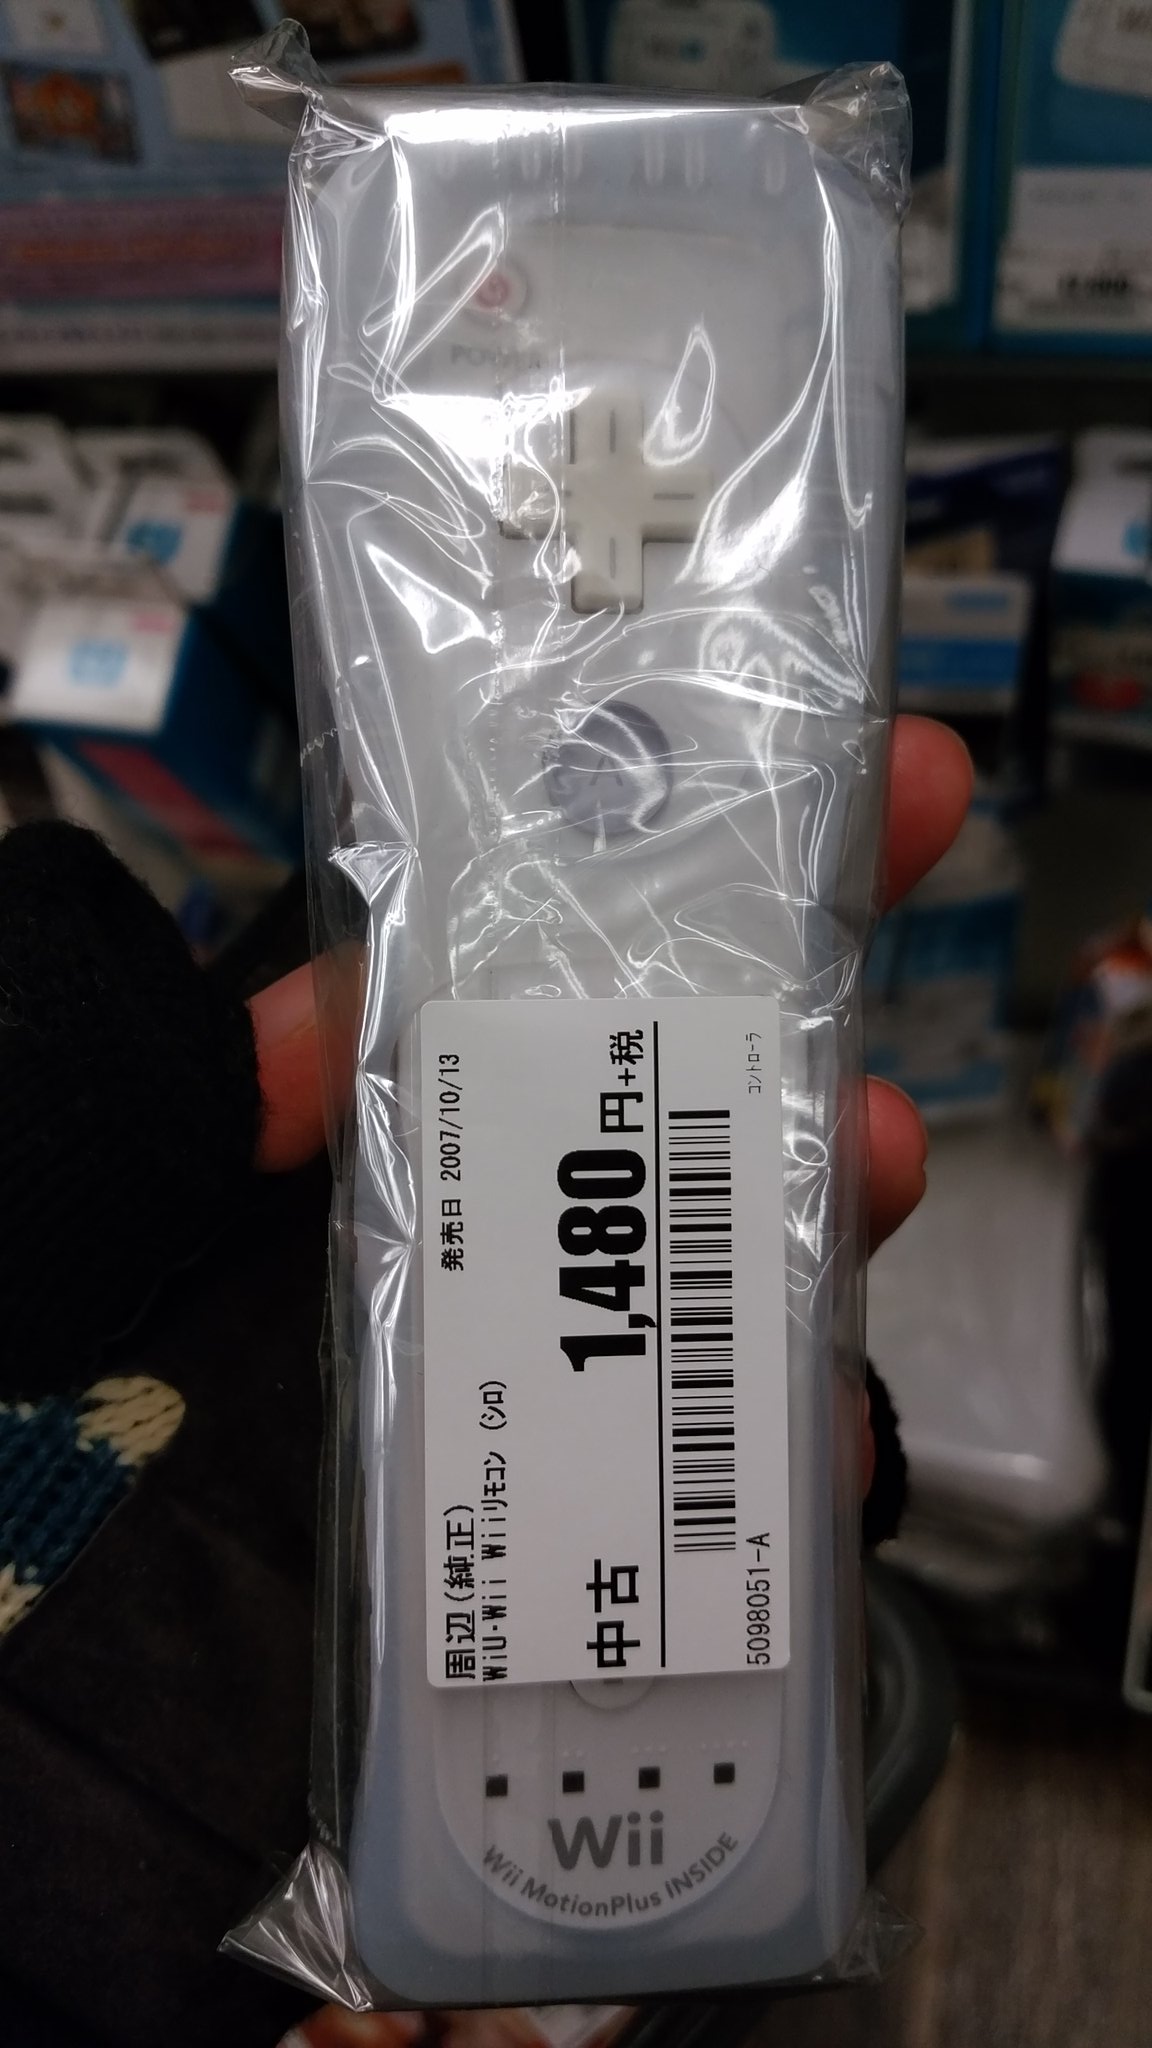 POWER
発売日 2007/10/13
周辺(純正)
WiU・Wii Wiiリモコン (シロ)
中古 1,480円+税
5098051-A
コントローラ
Wii
Wii MotionPlus INSIDE